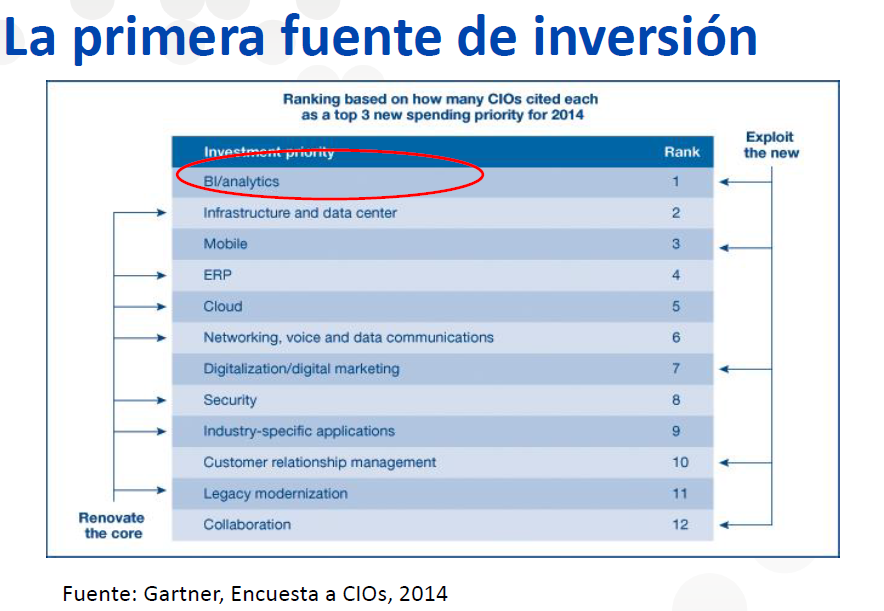 La primera fuente de inversión
Ranking based on how many CIOs cited each
as a top 3 new spending priority for 2014
Exploit
the new
Investment priority Rank
BI/analytics 1
Infrastructure and data center 2
Mobile 3
ERP 4
Cloud 5
Networking, voice and data communications 6
Digitalization/digital marketing 7
Security 8
Industry-specific applications 9
Customer relationship management 10
Legacy modernization 11
Collaboration 12
Renovate
the core
Fuente: Gartner, Encuesta a CIOs, 2014